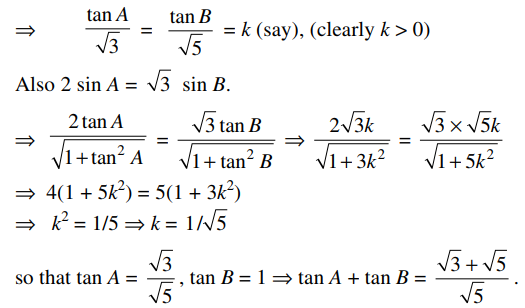 ⇒ tan A/√3 = tan B/√5 = k (say), (clearly k > 0)
Also 2 sin A = √3 sin B.
⇒ 2 tan A/√(1+tan² A) = √3 tan B/√(1+tan² B) ⇒ 2√3k/√(1+3k²) = √3 × √5k/√(1+5k²)
⇒ 4(1 + 5k²) = 5(1 + 3k²)
⇒ k² = 1/5 ⇒ k = 1/√5
so that tan A = √3/√5, tan B = 1 ⇒ tan A + tan B = (√3 + √5)/√5.